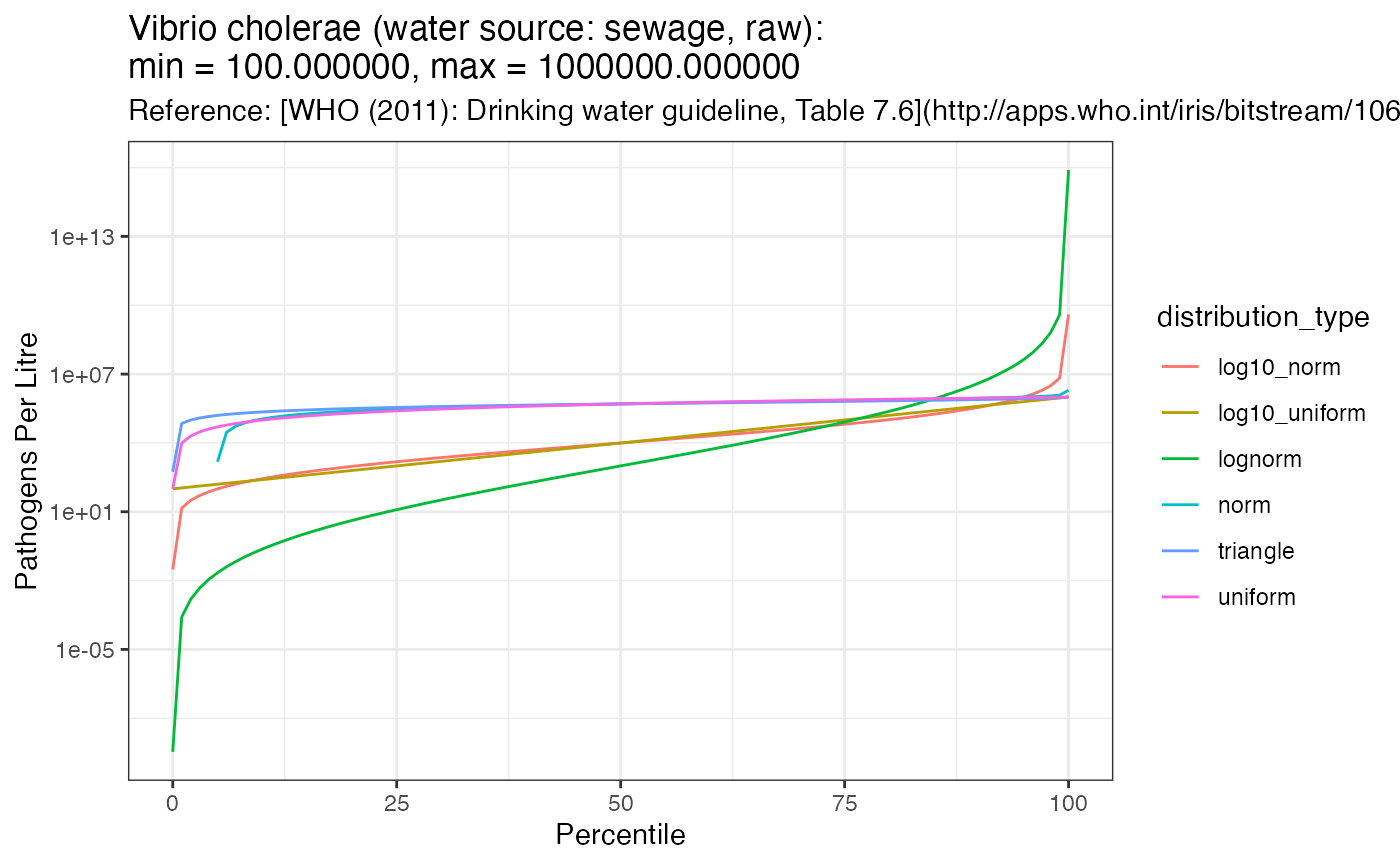 Vibrio cholerae (water source: sewage, raw):
min = 100.000000, max = 1000000.000000
Reference: [WHO (2011): Drinking water guideline, Table 7.6](http://apps.who.int/iris/bitstream/106
1e+13
1e+07
1e+01
1e-05
Pathogens Per Litre
0 25 50 75 100
Percentile
distribution_type
log10_norm
log10_uniform
lognorm
norm
triangle
uniform